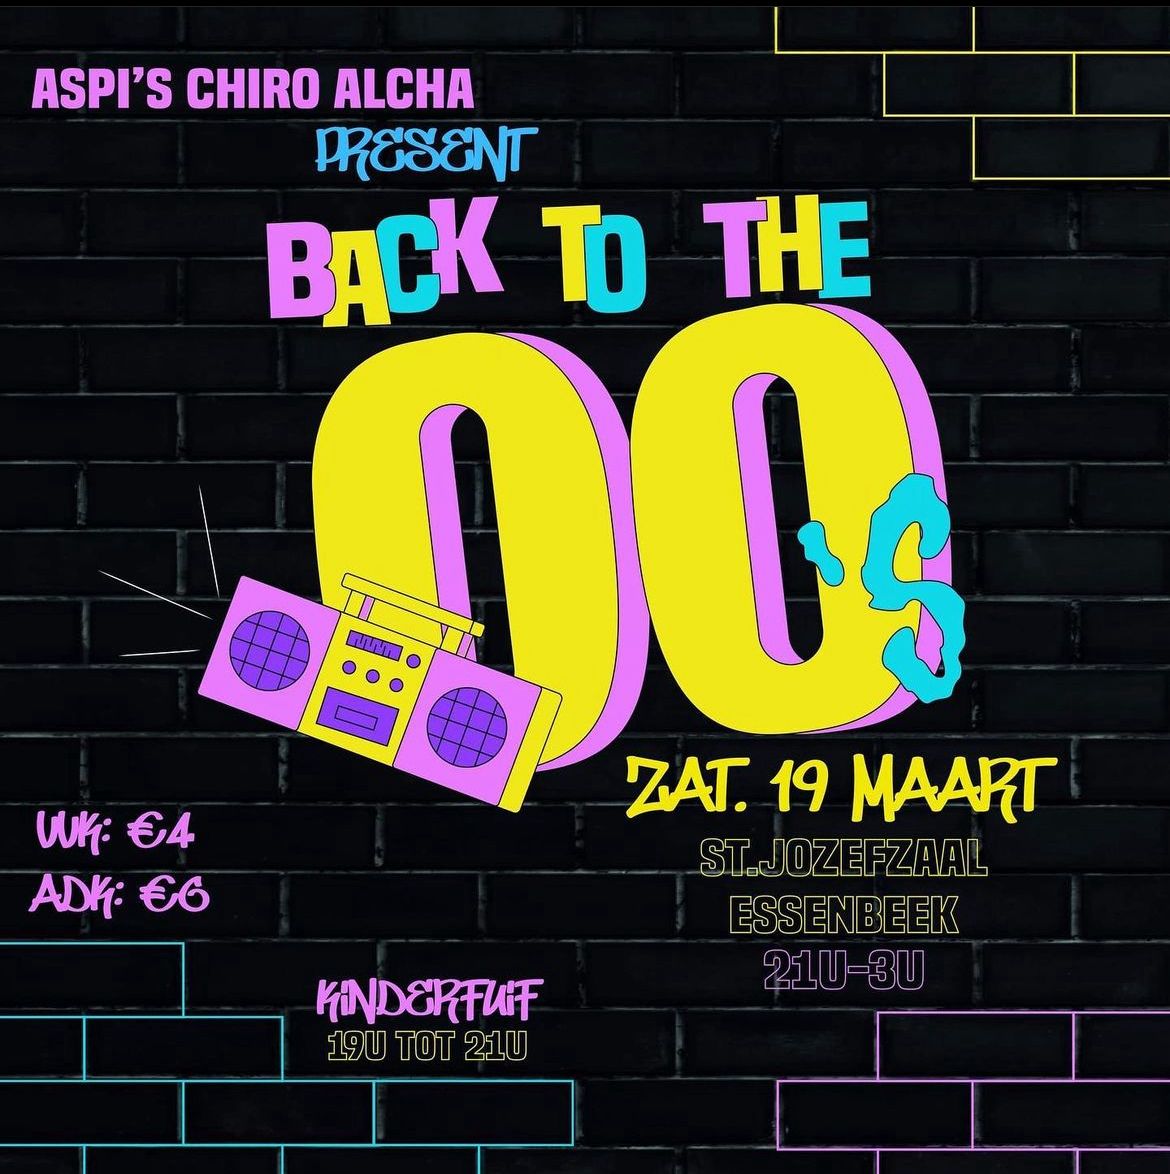 ASPI'S CHIRO ALCHA
PRESENT
BACK TO THE
00'S
ZAT. 19 MAART
ST.JOZEFZAAL
ESSENBEEK
21U-3U
VVK: €4
ADK: €6
KiNDERFUiF
19U TOT 21U